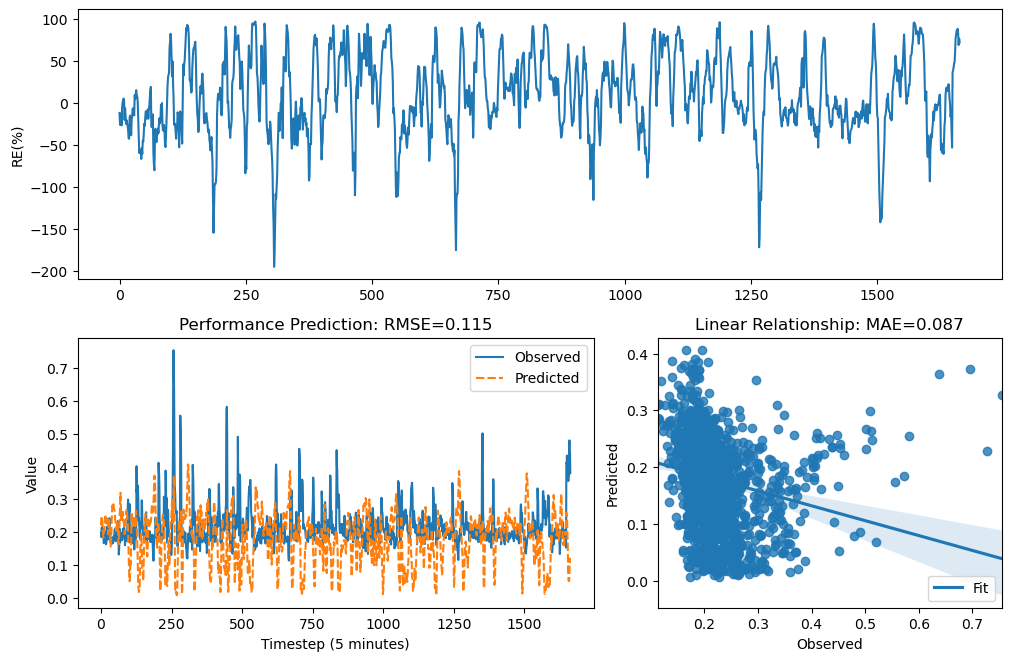 100
50
0
−50
−100
−150
−200
RE(%)
0 250 500 750 1000 1250 1500
Performance Prediction: RMSE=0.115
0.7
0.6
0.5
0.4
0.3
0.2
0.1
0.0
Value
Observed
Predicted
0 250 500 750 1000 1250 1500
Timestep (5 minutes)
Linear Relationship: MAE=0.087
0.4
0.3
0.2
0.1
0.0
Predicted
Fit
0.2 0.3 0.4 0.5 0.6 0.7
Observed